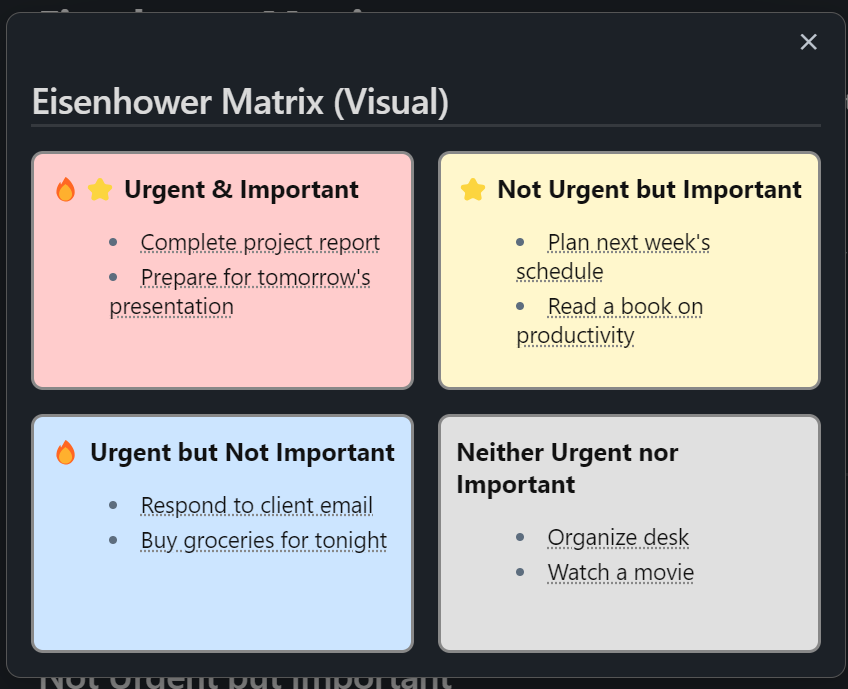 Eisenhower Matrix (Visual)
Urgent & Important
Complete project report
Prepare for tomorrow's
presentation
Not Urgent but Important
Plan next week's
schedule
Read a book on
productivity
Urgent but Not Important
Respond to client email
Buy groceries for tonight
Neither Urgent nor
Important
Organize desk
Watch a movie
Not Urgent but Important